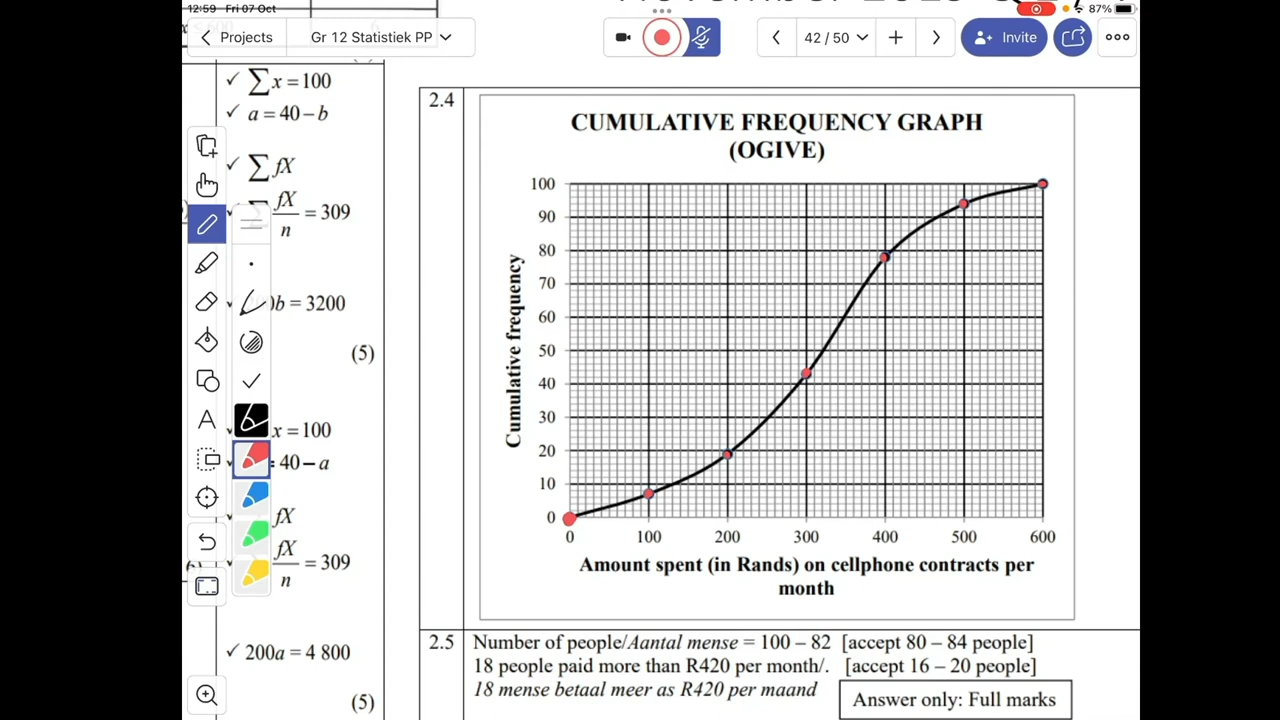 12:59 Fri 07 Oct
87%
Projects
Gr 12 Statistiek PP
42 / 50
Invite
✓ ∑x = 100
✓ a = 40 – b
✓ ∑fX
fX/n = 309
b = 3200
(5)
x = 100
= 40 – a
fX
fX/n = 309
✓ 200a = 4 800
(5)
A
2.4
CUMULATIVE FREQUENCY GRAPH
(OGIVE)
Cumulative frequency
100
90
80
70
60
50
40
30
20
10
0
0 100 200 300 400 500 600
Amount spent (in Rands) on cellphone contracts per
month
2.5
Number of people/Aantal mense = 100 – 82 [accept 80 – 84 people]
18 people paid more than R420 per month/. [accept 16 – 20 people]
18 mense betaal meer as R420 per maand
Answer only: Full marks